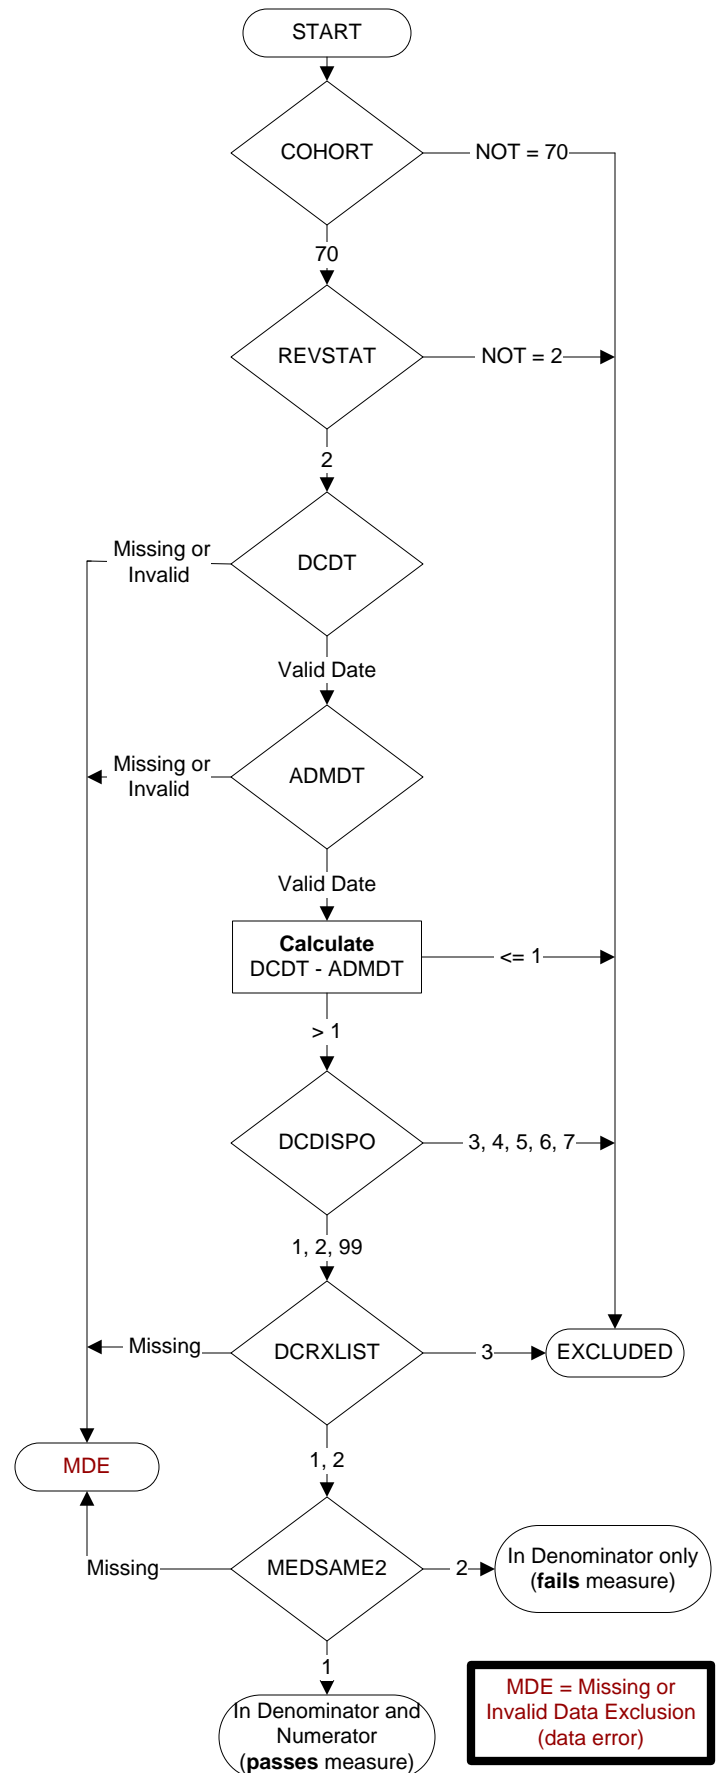 START
COHORT
NOT = 70
70
REVSTAT
NOT = 2
2
Missing or
Invalid
DCDT
Valid Date
Missing or
Invalid
ADMDT
Valid Date
Calculate
DCDT - ADMDT
<= 1
> 1
DCDISPO
3, 4, 5, 6, 7
1, 2, 99
Missing
DCRXLIST
3
EXCLUDED
1, 2
MDE
Missing
MEDSAME2
2
In Denominator only
(fails measure)
1
In Denominator and
Numerator
(passes measure)
MDE = Missing or
Invalid Data Exclusion
(data error)